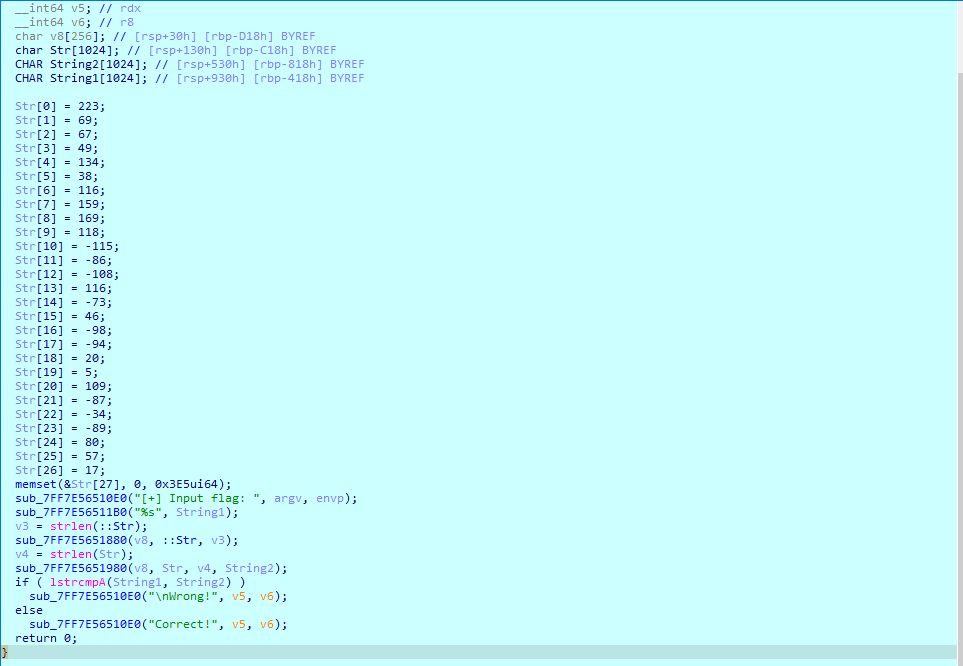 __int64 v5; // rdx
__int64 v6; // r8
char v8[256]; // [rsp+30h] [rbp-D18h] BYREF
char Str[1024]; // [rsp+130h] [rbp-C18h] BYREF
CHAR String2[1024]; // [rsp+530h] [rbp-818h] BYREF
CHAR String1[1024]; // [rsp+930h] [rbp-418h] BYREF
Str[0] = 223;
Str[1] = 69;
Str[2] = 67;
Str[3] = 49;
Str[4] = 134;
Str[5] = 38;
Str[6] = 116;
Str[7] = 159;
Str[8] = 169;
Str[9] = 118;
Str[10] = -115;
Str[11] = -86;
Str[12] = -108;
Str[13] = 116;
Str[14] = -73;
Str[15] = 46;
Str[16] = -98;
Str[17] = -94;
Str[18] = 20;
Str[19] = 5;
Str[20] = 109;
Str[21] = -87;
Str[22] = -34;
Str[23] = -89;
Str[24] = 80;
Str[25] = 57;
Str[26] = 17;
memset(&Str[27], 0, 0x3E5ui64);
sub_7FF7E56510E0("[+] Input flag: ", argv, envp);
sub_7FF7E56511B0("%s", String1);
v3 = strlen(::Str);
sub_7FF7E5651880(v8, ::Str, v3);
v4 = strlen(Str);
sub_7FF7E5651980(v8, Str, v4, String2);
if ( lstrcmpA(String1, String2) )
sub_7FF7E56510E0("\nWrong!", v5, v6);
else
sub_7FF7E56510E0("Correct!", v5, v6);
return 0;
}